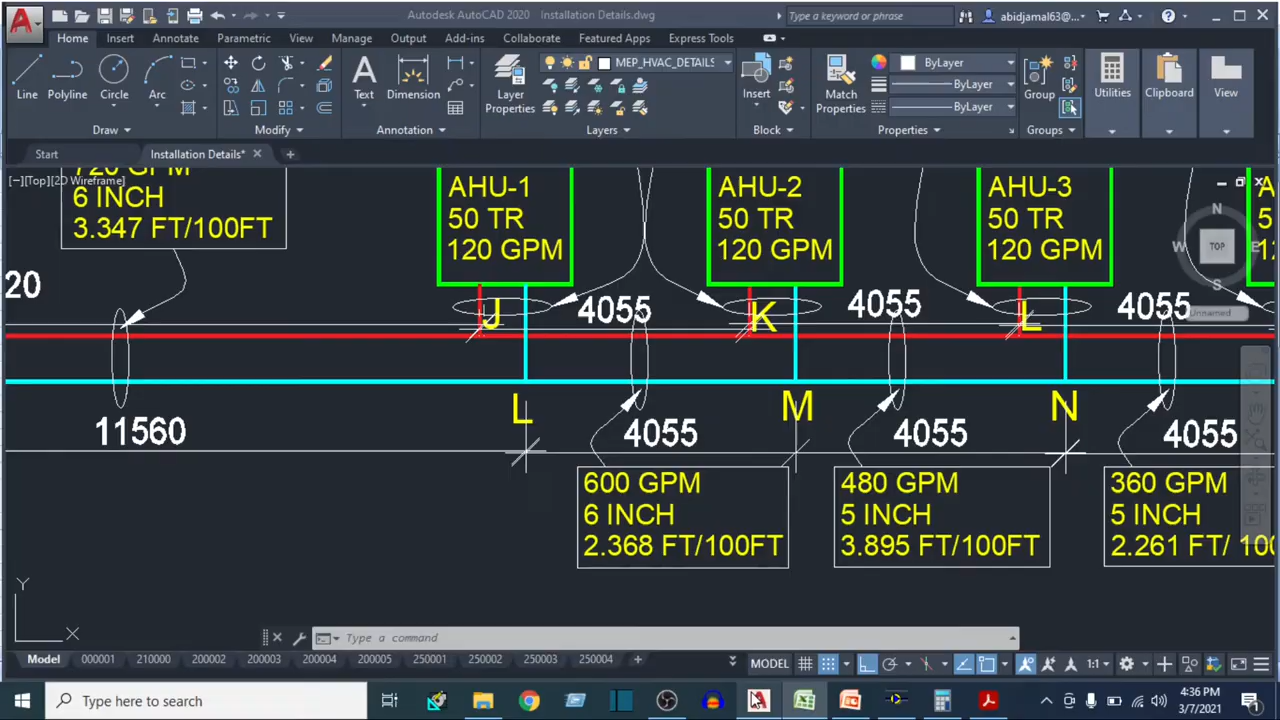 Autodesk AutoCAD 2020 Installation Details.dwg
Type a keyword or phrase
abidjamal63@...
Home Insert Annotate Parametric View Manage Output Add-ins Collaborate Featured Apps Express Tools
Line Polyline Circle Arc
Text Dimension
Layer Properties
MEP_HVAC_DETAILS
Insert
Match Properties
ByLayer
ByLayer
ByLayer
Group Utilities Clipboard View
Draw Modify Annotation Layers Block Properties Groups
Start Installation Details*
[−][Top][2D Wireframe]
720 GPM
6 INCH
3.347 FT/100FT
AHU-1
50 TR
120 GPM
AHU-2
50 TR
120 GPM
AHU-3
50 TR
120 GPM
N
W TOP E
S
Unnamed
20
J 4055 K 4055 L 4055
11560 L 4055 M 4055 N 4055
600 GPM
6 INCH
2.368 FT/100FT
480 GPM
5 INCH
3.895 FT/100FT
360 GPM
5 INCH
2.261 FT/ 100
Y
X
Type a command
Model 000001 210000 200002 200003 200004 200005 250001 250002 250003 250004
MODEL 1:1
Type here to search
4:36 PM
3/7/2021